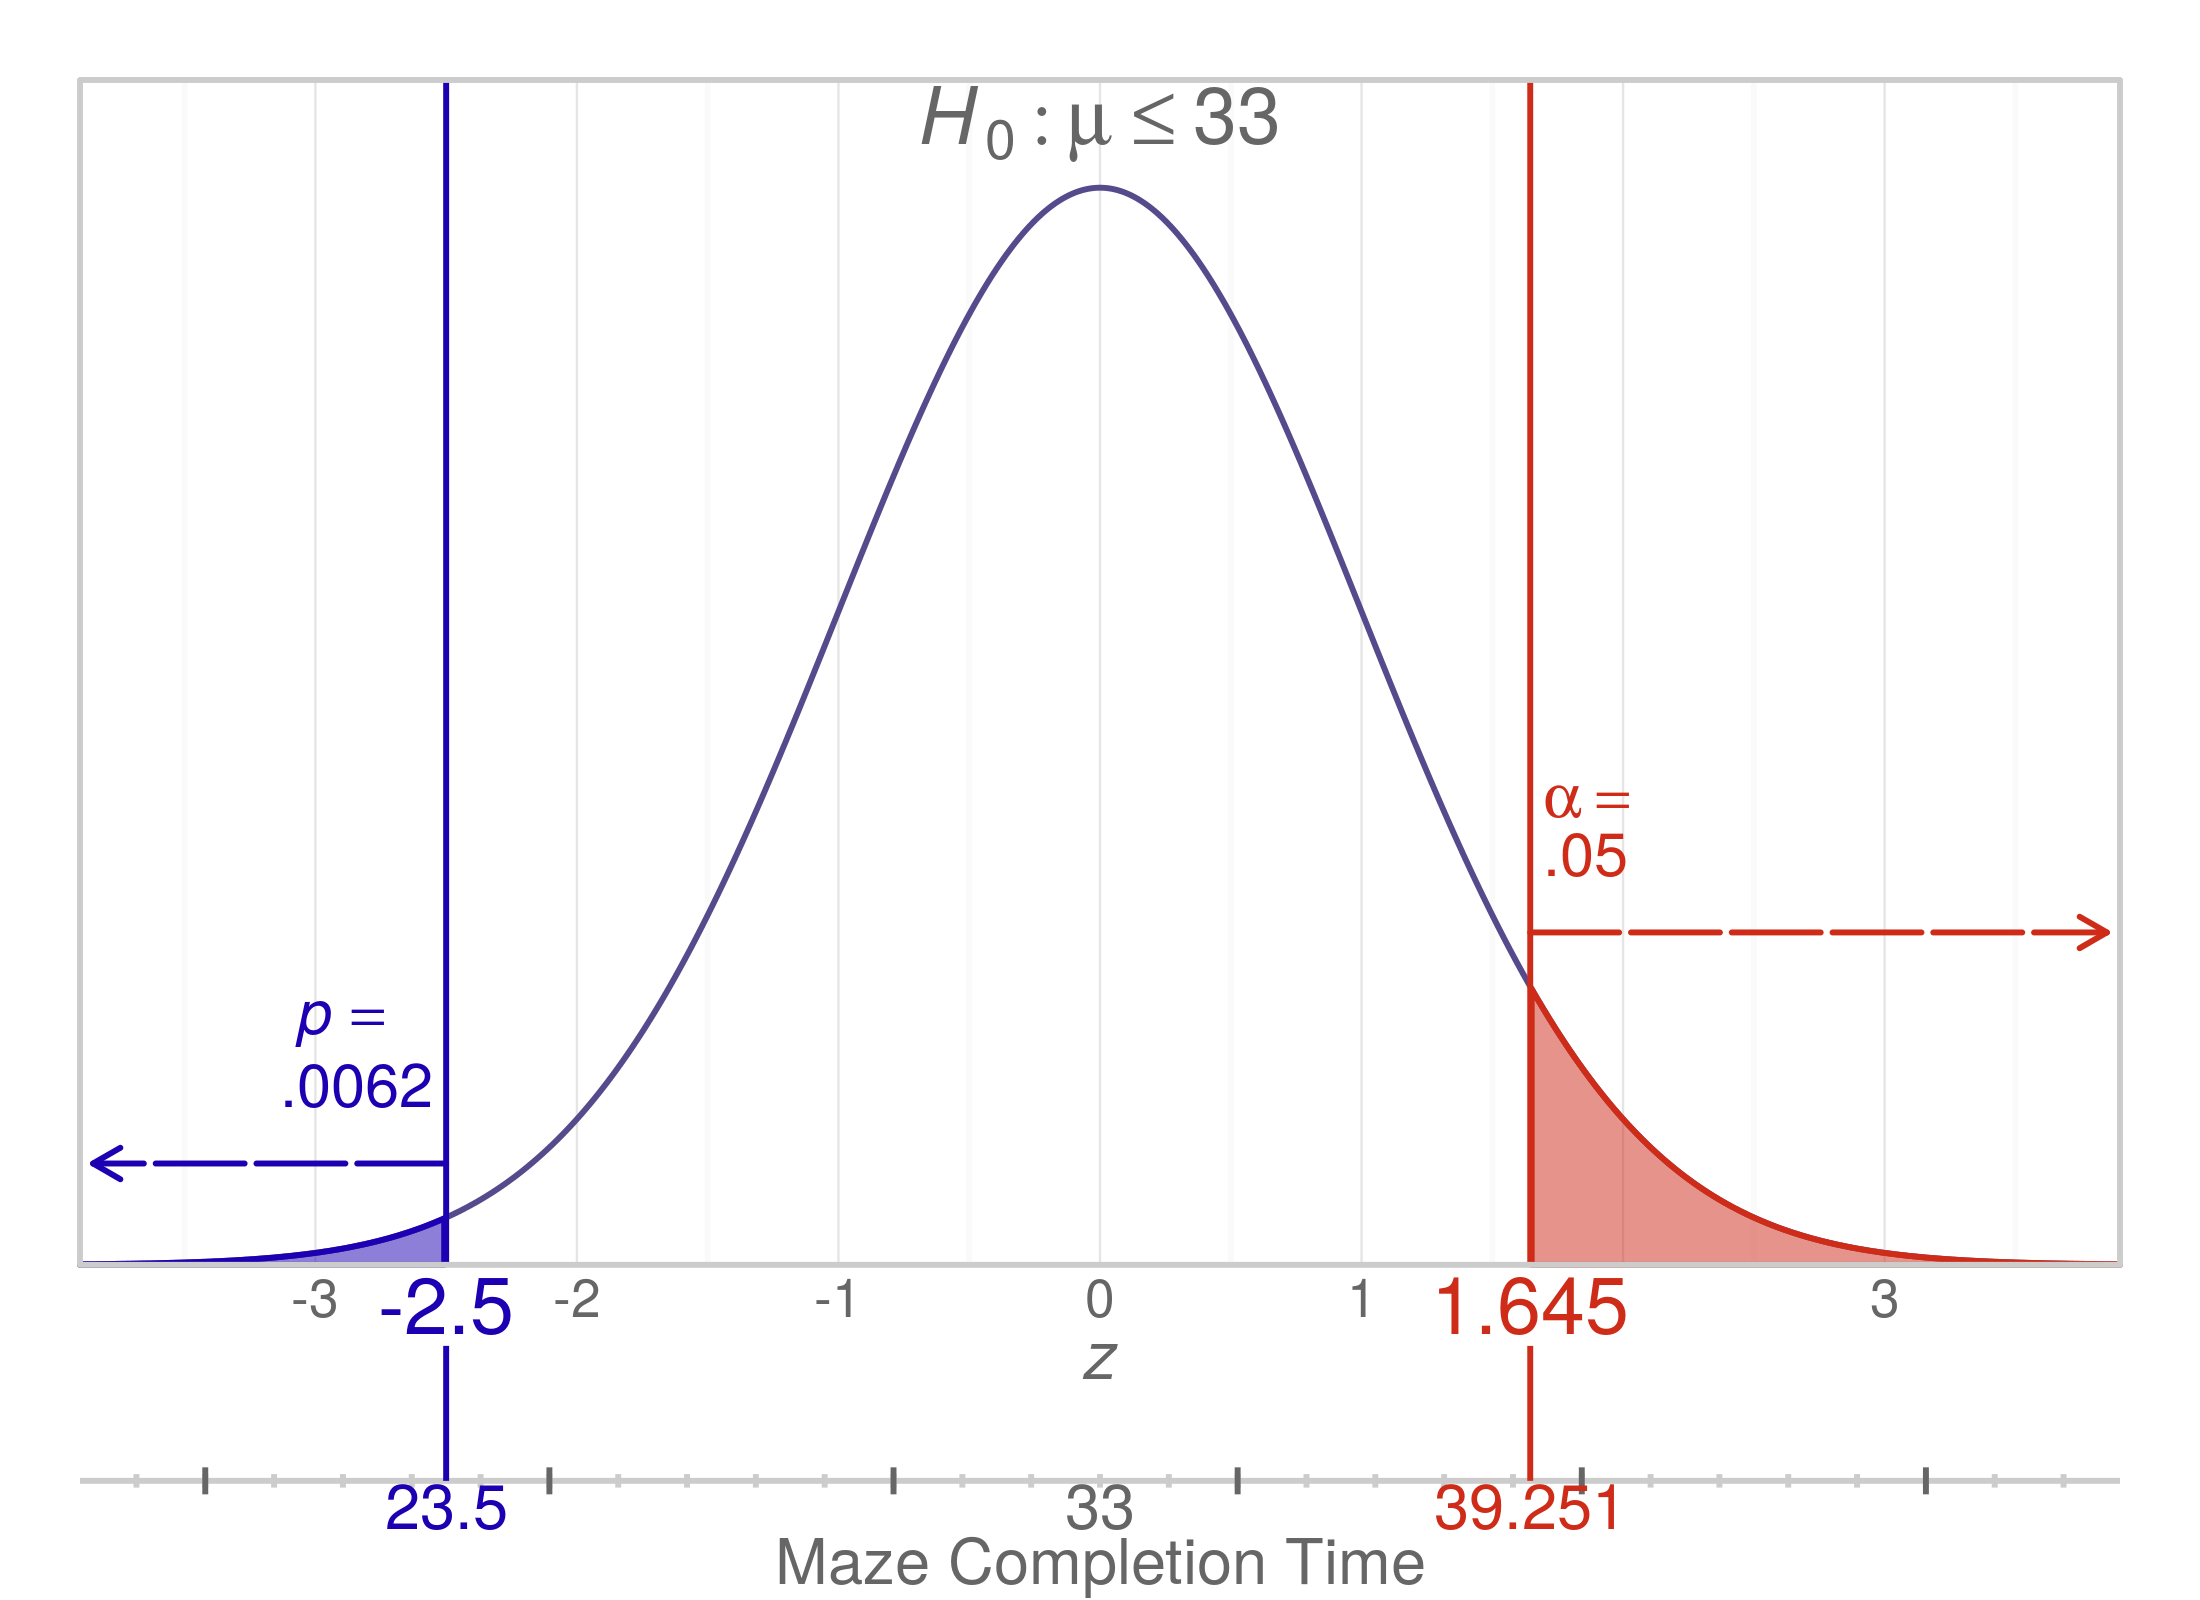 H0 : μ ≤ 33
α =
.05
p =
.0062
-3 -2.5 -2 -1 0 1 1.645 3
z
23.5 33 39.251
Maze Completion Time